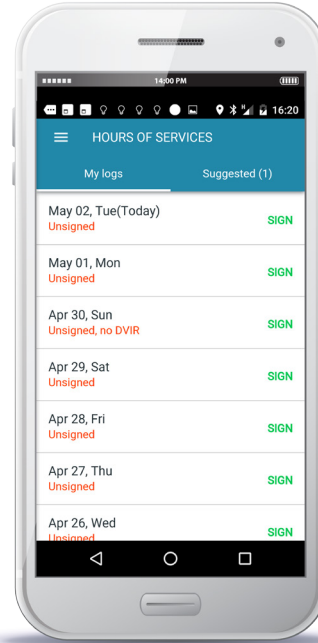 14:00 PM
H 16:20
HOURS OF SERVICES
My logs Suggested (1)
May 02, Tue(Today)
Unsigned SIGN
May 01, Mon
Unsigned SIGN
Apr 30, Sun
Unsigned, no DVIR SIGN
Apr 29, Sat
Unsigned SIGN
Apr 28, Fri
Unsigned SIGN
Apr 27, Thu
Unsigned SIGN
Apr 26, Wed
Unsigned SIGN